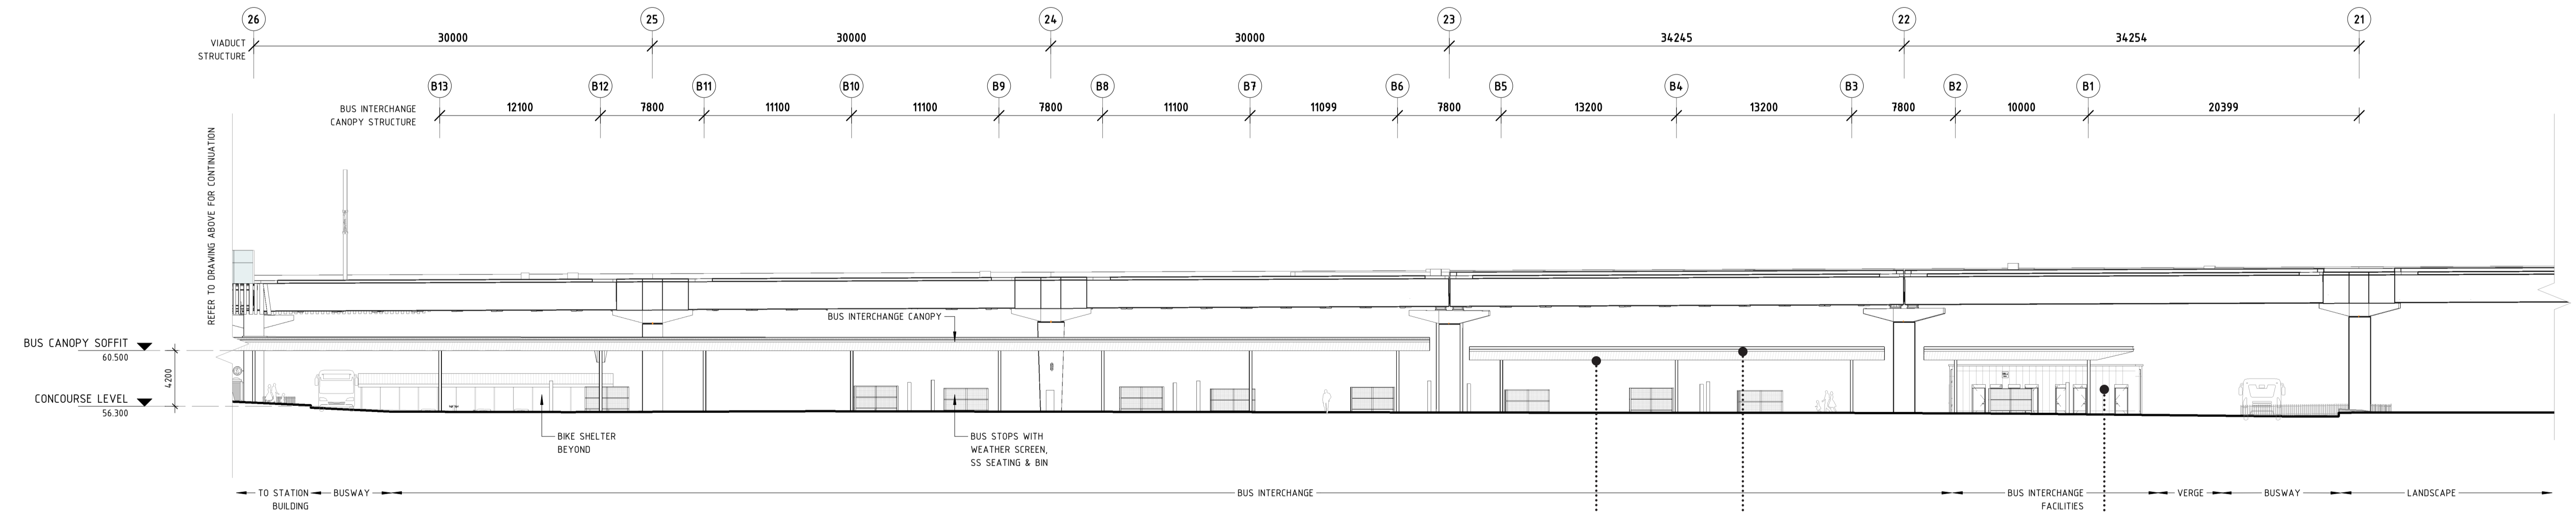 26 25 24 23 22 21
VIADUCT
STRUCTURE
30000 30000 30000 34245 34254
B13 B12 B11 B10 B9 B8 B7 B6 B5 B4 B3 B2 B1
BUS INTERCHANGE
CANOPY STRUCTURE
12100 7800 11100 11100 7800 11100 11099 7800 13200 13200 7800 10000 20399
REFER TO DRAWING ABOVE FOR CONTINUATION
BUS INTERCHANGE CANOPY
BUS CANOPY SOFFIT
60.500
4200
CONCOURSE LEVEL
56.300
BIKE SHELTER
BEYOND
BUS STOPS WITH
WEATHER SCREEN,
SS SEATING & BIN
TO STATION
BUILDING
BUSWAY
BUS INTERCHANGE
BUS INTERCHANGE
FACILITIES
VERGE
BUSWAY
LANDSCAPE